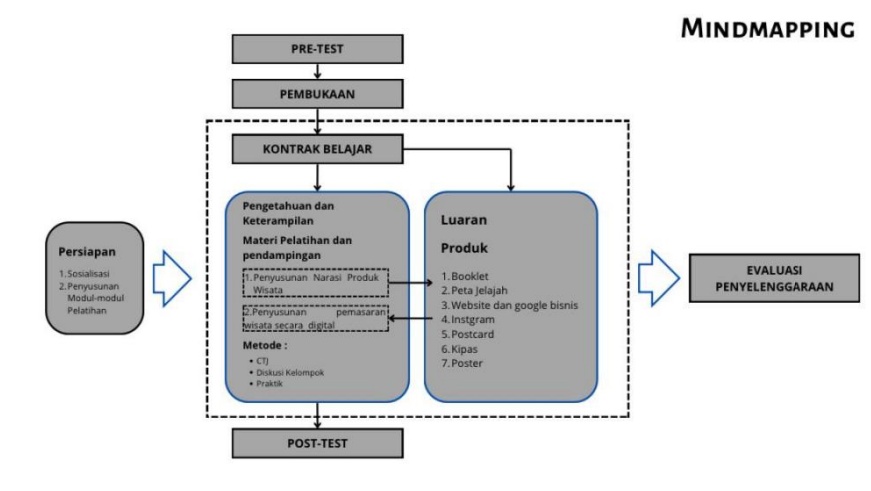 MINDMAPPING
PRE-TEST
PEMBUKAAN
KONTRAK BELAJAR
Persiapan
1. Sosialisasi
2. Penyusunan
Modul-modul
Pelatihan
Pengetahuan dan
Keterampilan
Materi Pelatihan dan
pendampingan
1. Penyusunan Narasi Produk
Wisata
2.Penyusunan pemasaran
wisata secara digital
Metode :
• CTJ
• Diskusi Kelompok
• Praktik
Luaran
Produk
1. Booklet
2. Peta Jelajah
3. Website dan google bisnis
4. Instgram
5. Postcard
6. Kipas
7. Poster
EVALUASI
PENYELENGGARAAN
POST-TEST